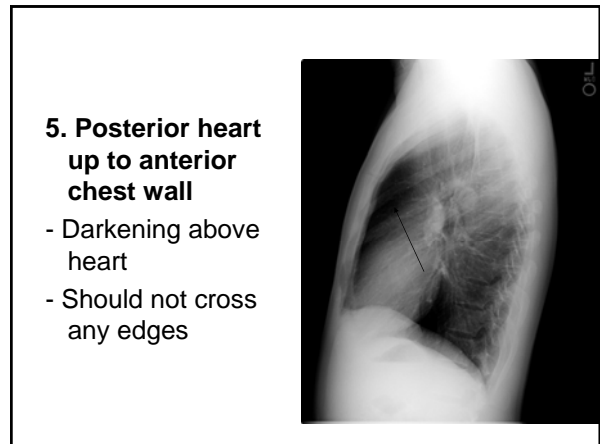 5. Posterior heart
up to anterior
chest wall
- Darkening above
heart
- Should not cross
any edges